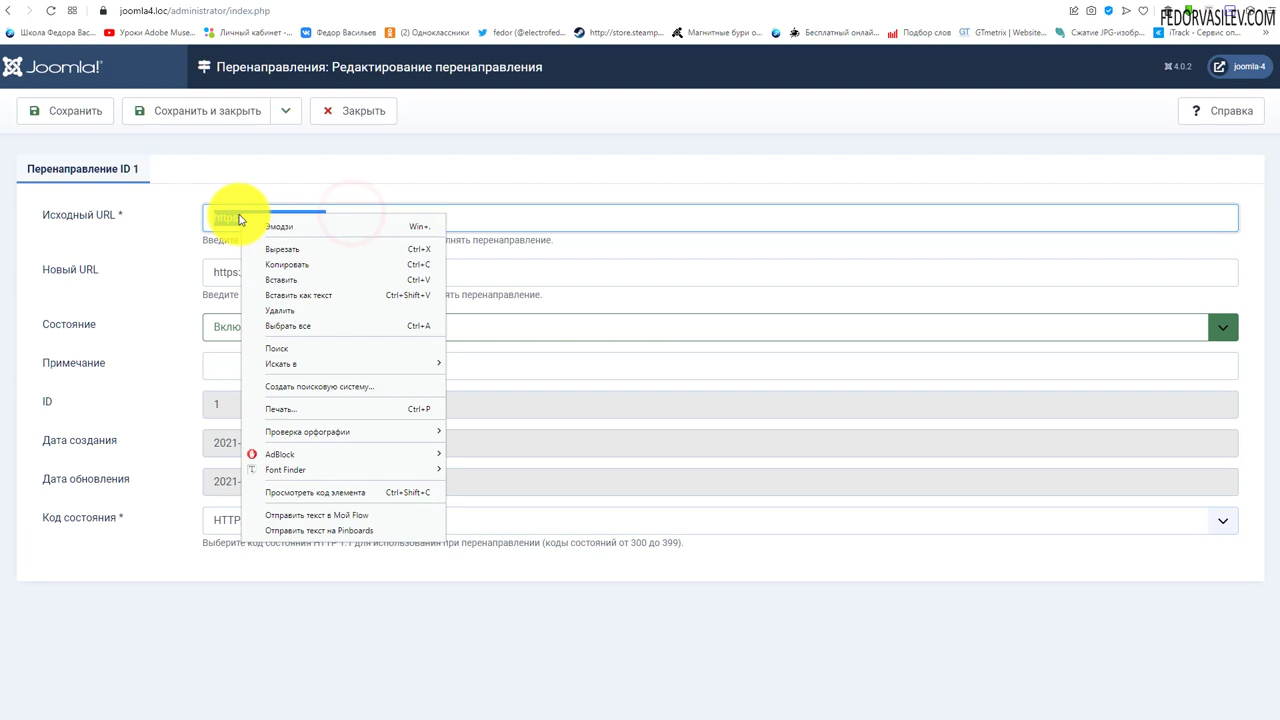 joomla4.loc/administrator/index.php
FEDORVASILEV.COM
Школа Федора Вас...
Уроки Adobe Muse...
Личный кабинет -...
Федор Васильев
(2) Одноклассники
fedor (@electrofed...
http://store.steamp...
Магнитные бури о...
Бесплатный онлай...
Подбор слов
GTmetrix | Website...
Сжатие JPG-изобр...
iTrack - Сервис оп...
Joomla!
Перенаправления: Редактирование перенаправления
4.0.2
joomla-4
Сохранить
Сохранить и закрыть
Закрыть
? Справка
Перенаправление ID 1
Исходный URL *
https
Введите
лнять перенаправление.
Новый URL
https:
Введите
лнять перенаправление.
Состояние
Вклю
Примечание
ID
1
Дата создания
2021-
Дата обновления
2021-
Код состояния *
HTTP
Выберите код состояния HTTP 1.1 для использования при перенаправлении (коды состояний от 300 до 399).
Эмодзи Win+.
Вырезать Ctrl+X
Копировать Ctrl+C
Вставить Ctrl+V
Вставить как текст Ctrl+Shift+V
Удалить
Выбрать все Ctrl+A
Поиск
Искать в
Создать поисковую систему...
Печать... Ctrl+P
Проверка орфографии
AdBlock
Font Finder
Просмотреть код элемента Ctrl+Shift+C
Отправить текст в Мой Flow
Отправить текст на Pinboards